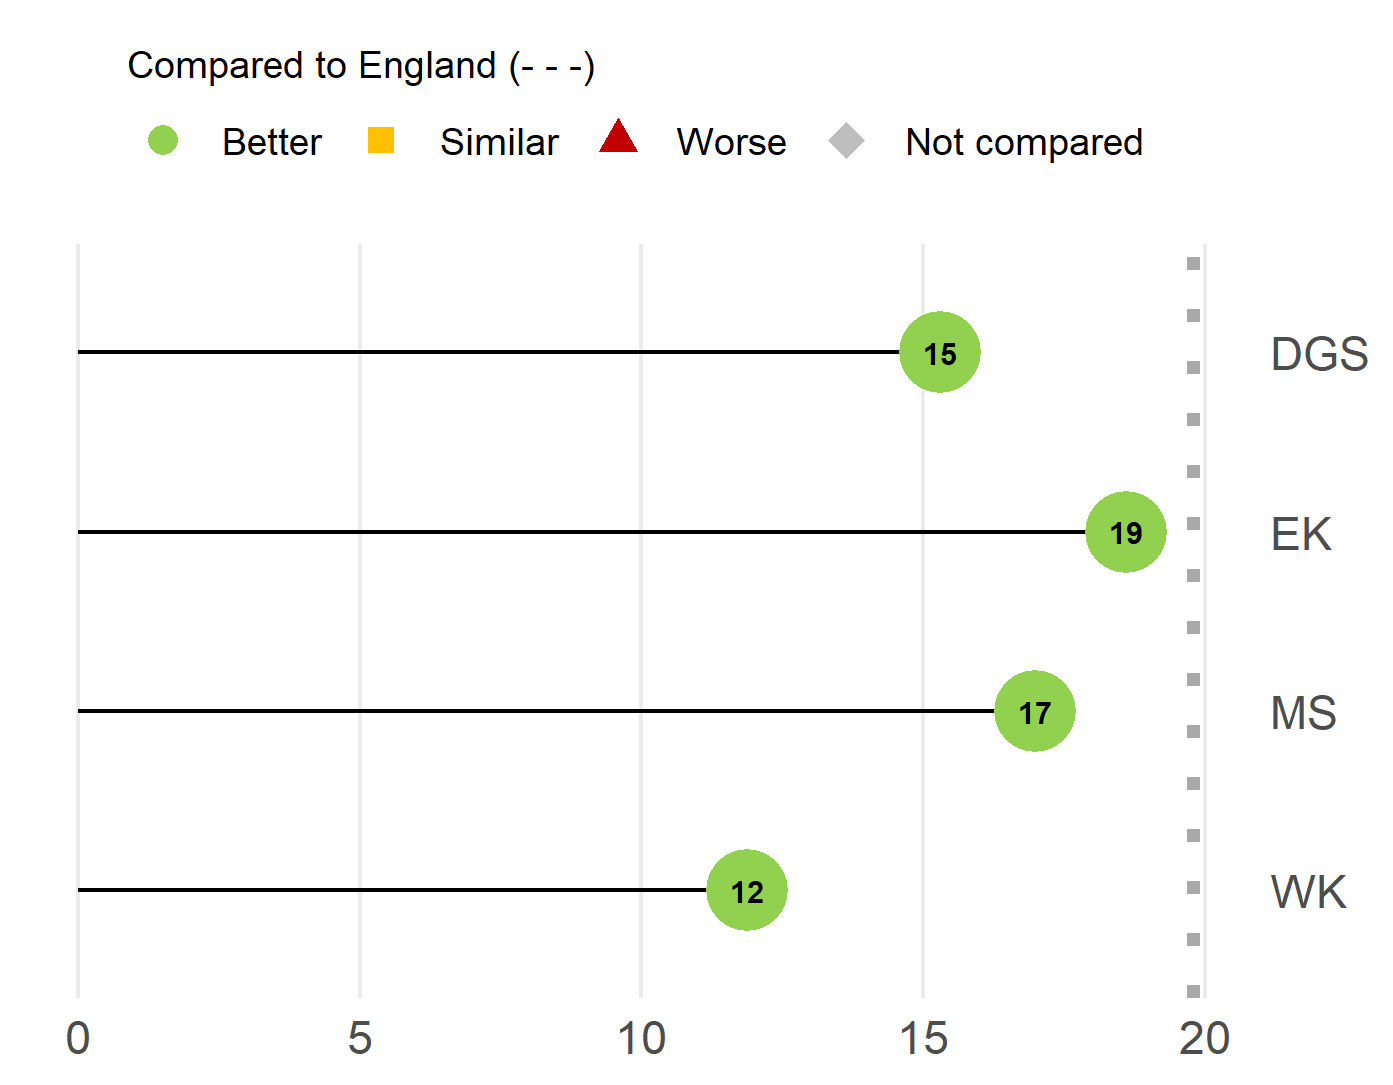 Compared to England (- - -)
Better Similar Worse Not compared
15 DGS
19 EK
17 MS
12 WK
0 5 10 15 20